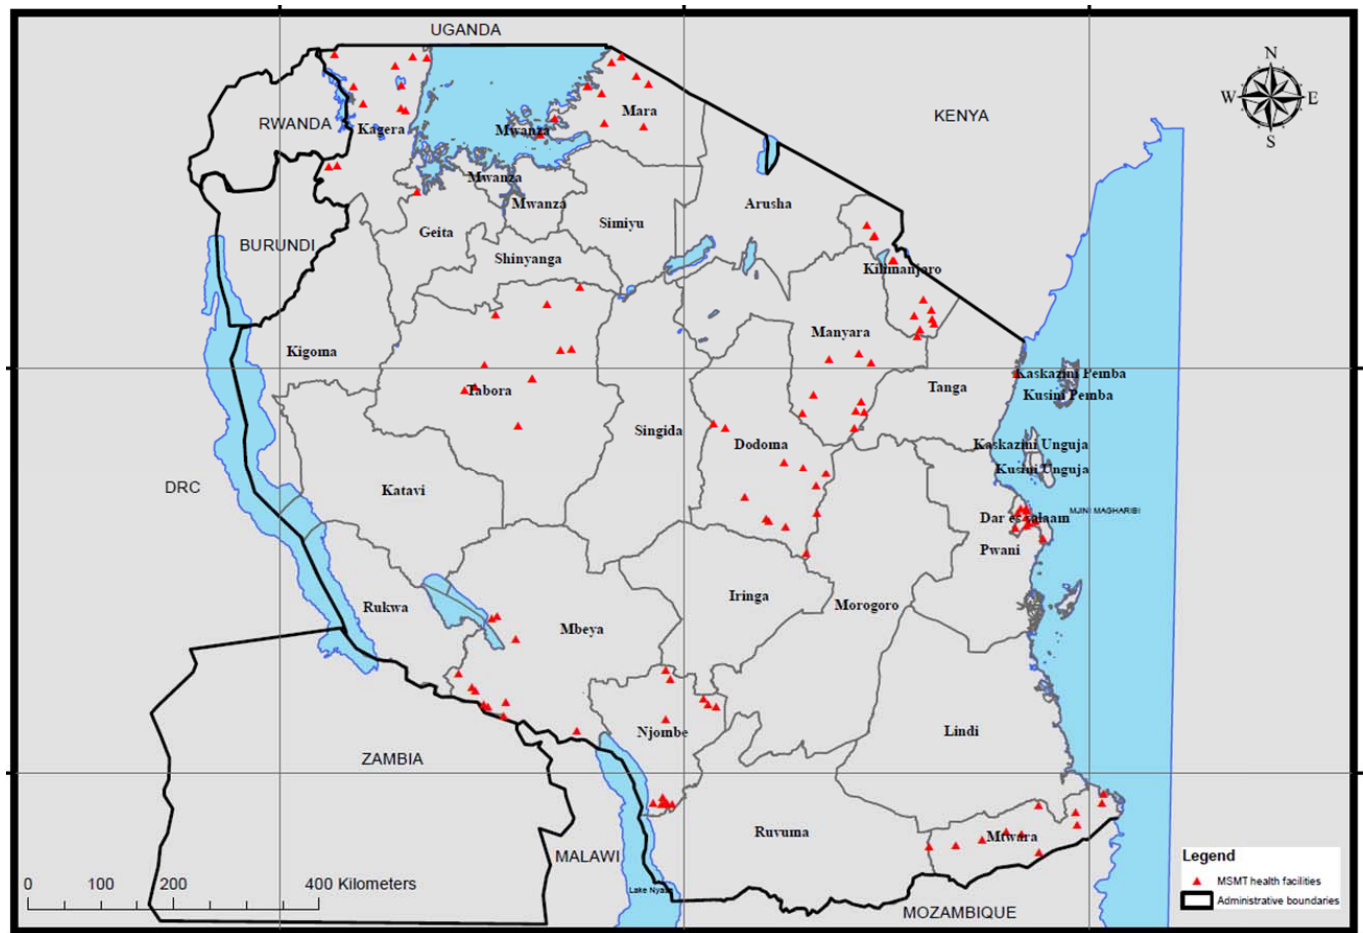 UGANDA
N
W E
S
KENYA
RWANDA
Kagera
Mwanza
Mara
Mwanza
Mwanza
Arusha
Simiyu
BURUNDI
Geita
Shinyanga
Kilimanjaro
Kigoma
Manyara
Tabora
Tanga
Kaskazini Pemba
Kusini Pemba
Singida
Dodoma
Kaskazini Unguja
Kusini Unguja
DRC
Katavi
MJINI MAGHARIBI
Dar es salaam
Pwani
Rukwa
Iringa
Morogoro
Mbeya
Njombe
Lindi
ZAMBIA
Ruvuma
Mtwara
MALAWI
Lake Nyasa
MOZAMBIQUE
0 100 200 400 Kilometers
Legend
MSMT health facilities
Administrative boundaries